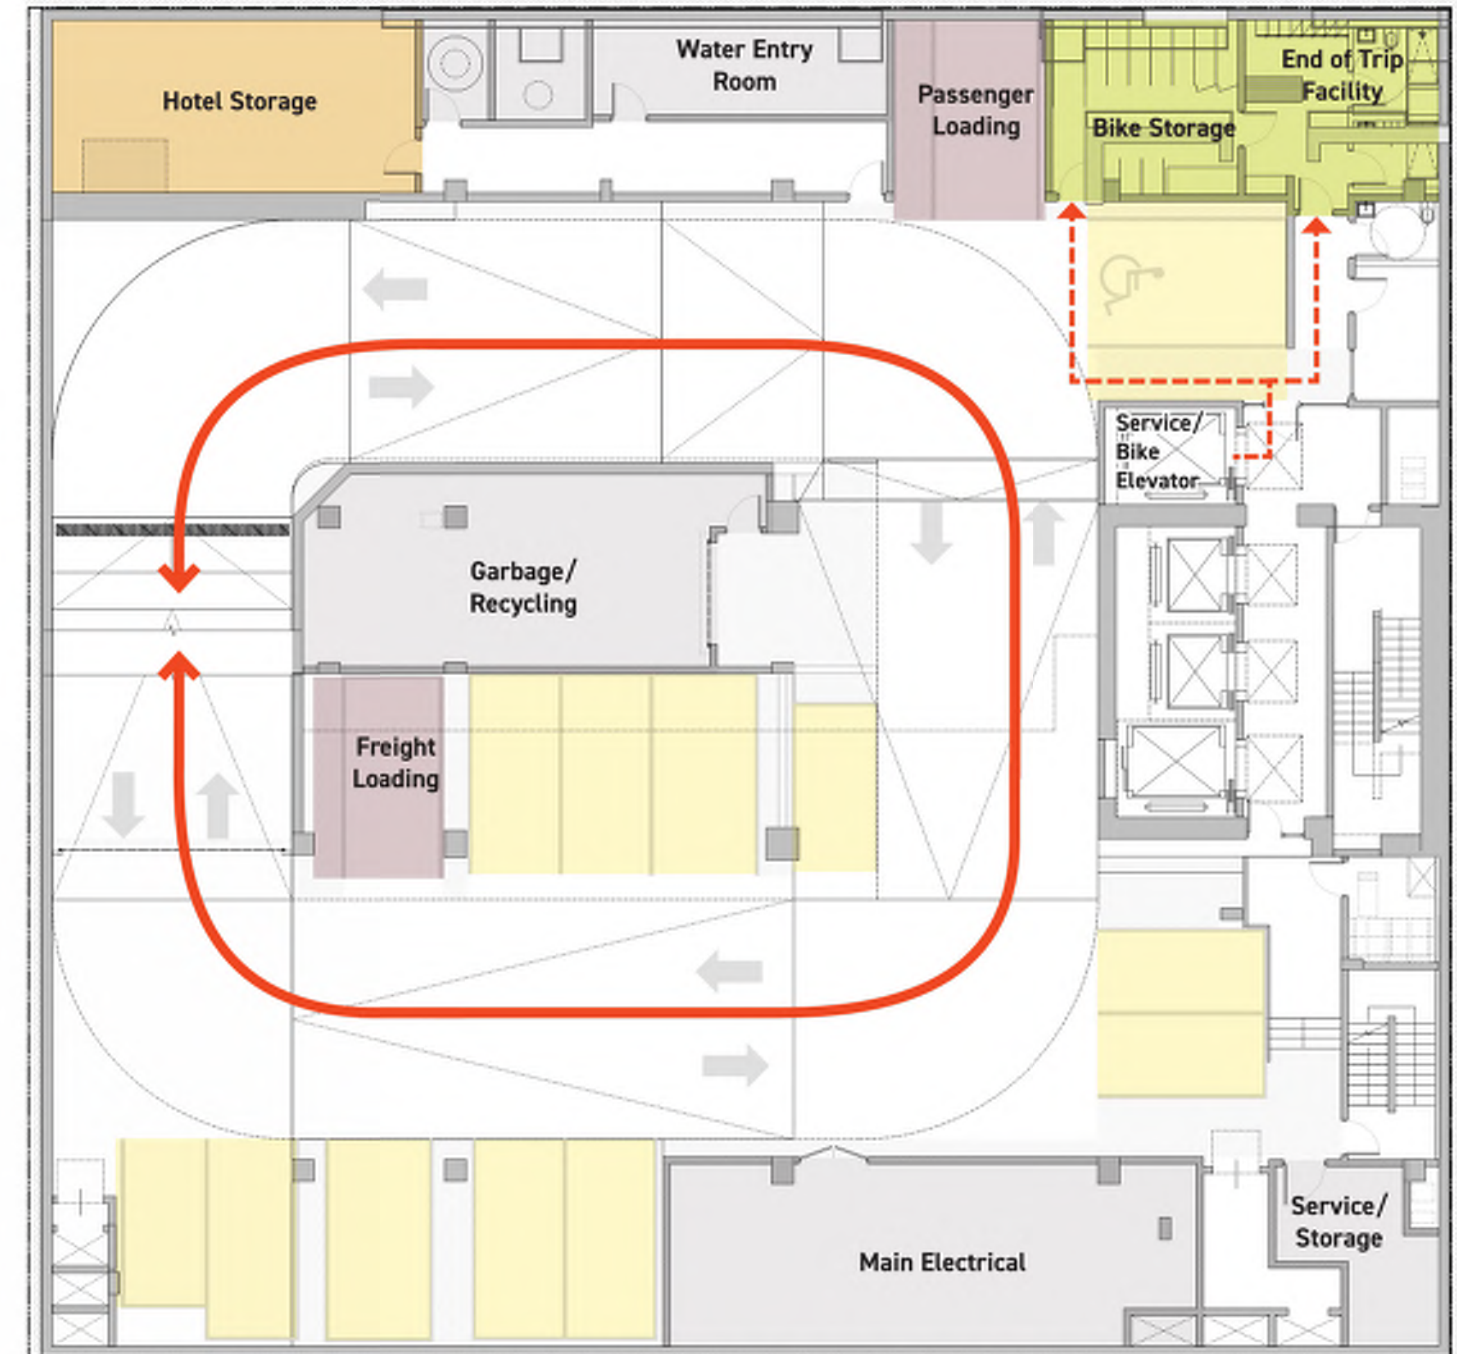 Hotel Storage
Water Entry
Room
Passenger
Loading
End of Trip
Facility
Bike Storage
Service/
Bike
Elevator
Garbage/
Recycling
Freight
Loading
Main Electrical
Service/
Storage